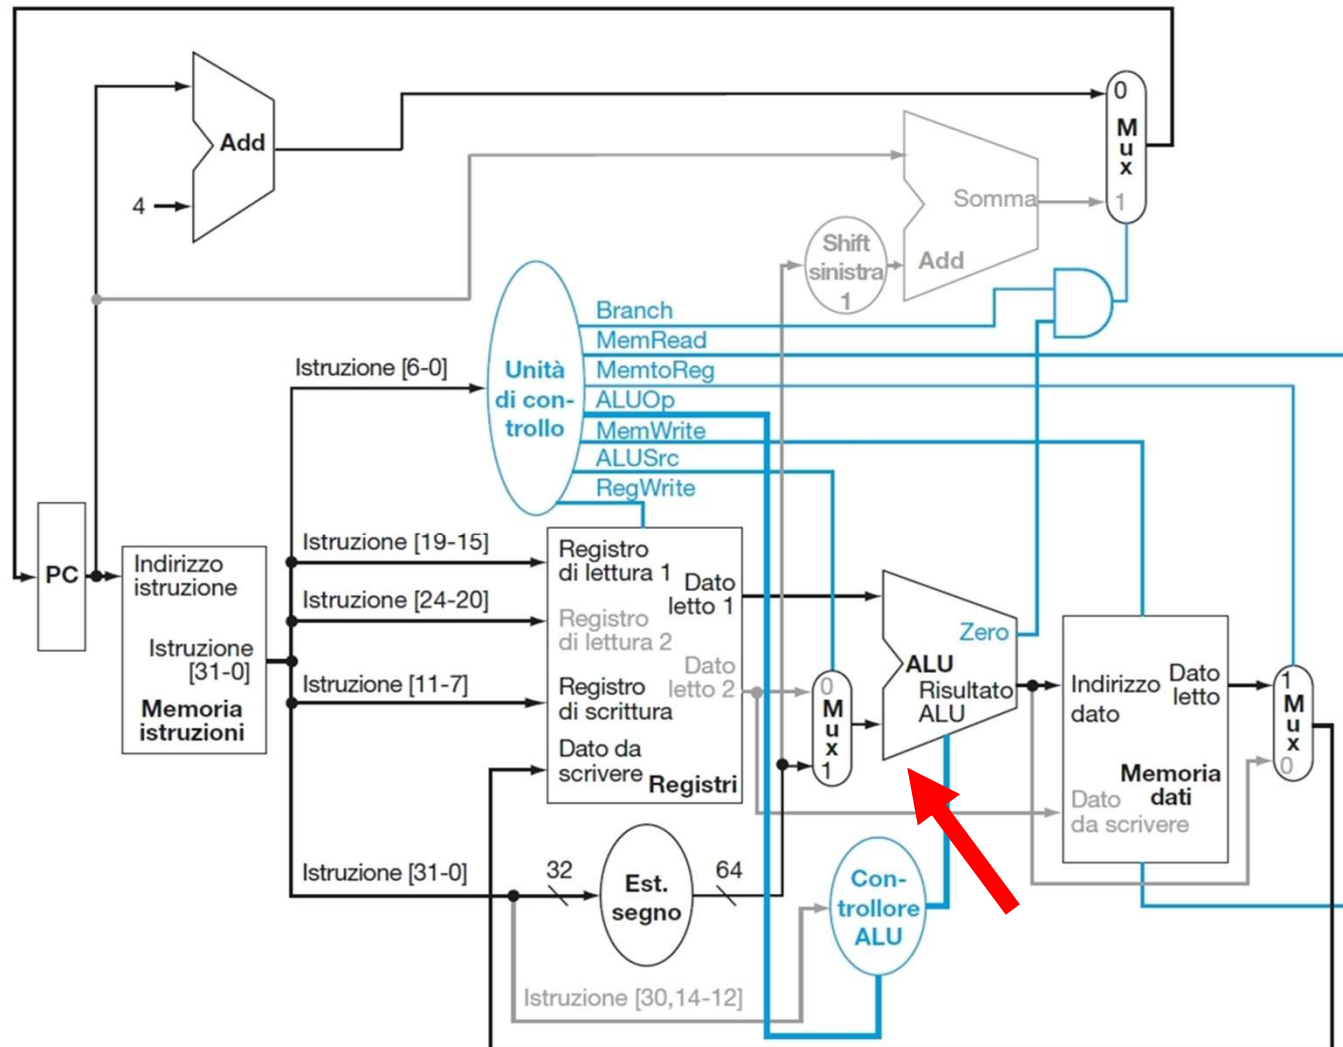 0
Mux
1
Add
4
Somma
Add
Shift
sinistra
1
Branch
MemRead
MemtoReg
ALUOp
MemWrite
ALUSrc
RegWrite
Unità
di con-
trollo
Istruzione [6-0]
PC
Indirizzo
istruzione
Istruzione
[31-0]
Memoria
istruzioni
Istruzione [19-15]
Istruzione [24-20]
Istruzione [11-7]
Istruzione [31-0]
Registro
di lettura 1
Registro
di lettura 2
Registro
di scrittura
Dato da
scrivere
Registri
Dato
letto 1
Dato
letto 2
0
Mux
1
Zero
ALU
Risultato
ALU
Indirizzo
dato
Dato
letto
Memoria
dati
Dato
da scrivere
1
Mux
0
32
Est.
segno
64
Con-
trollore
ALU
Istruzione [30,14-12]